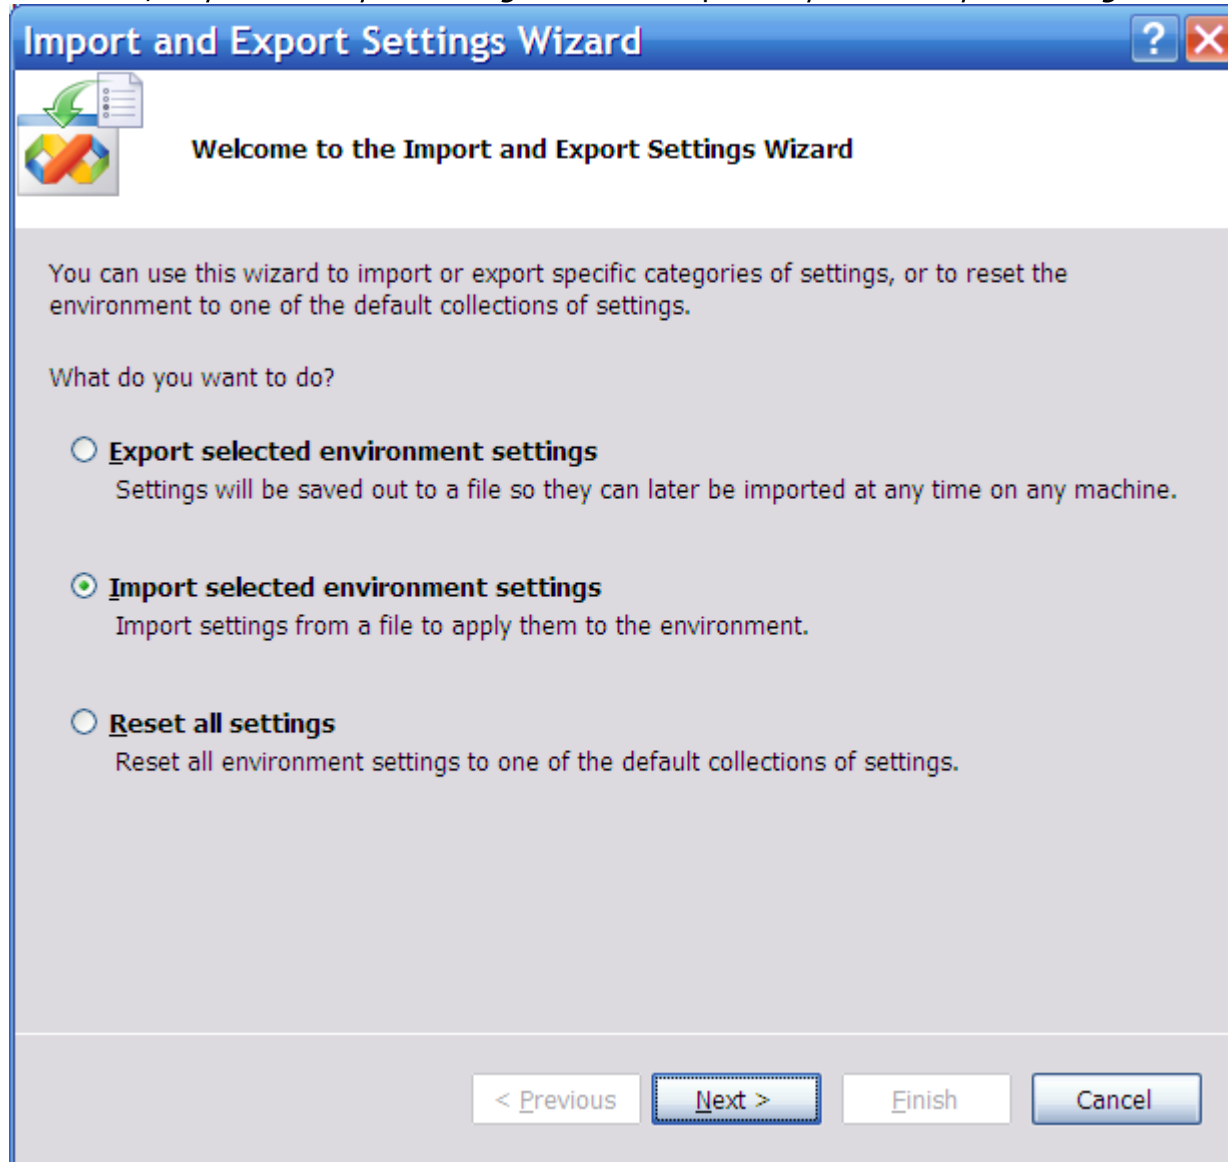 Import and Export Settings Wizard
Welcome to the Import and Export Settings Wizard
You can use this wizard to import or export specific categories of settings, or to reset the
environment to one of the default collections of settings.
What do you want to do?
Export selected environment settings
Settings will be saved out to a file so they can later be imported at any time on any machine.
Import selected environment settings
Import settings from a file to apply them to the environment.
Reset all settings
Reset all environment settings to one of the default collections of settings.
< Previous Next > Finish Cancel